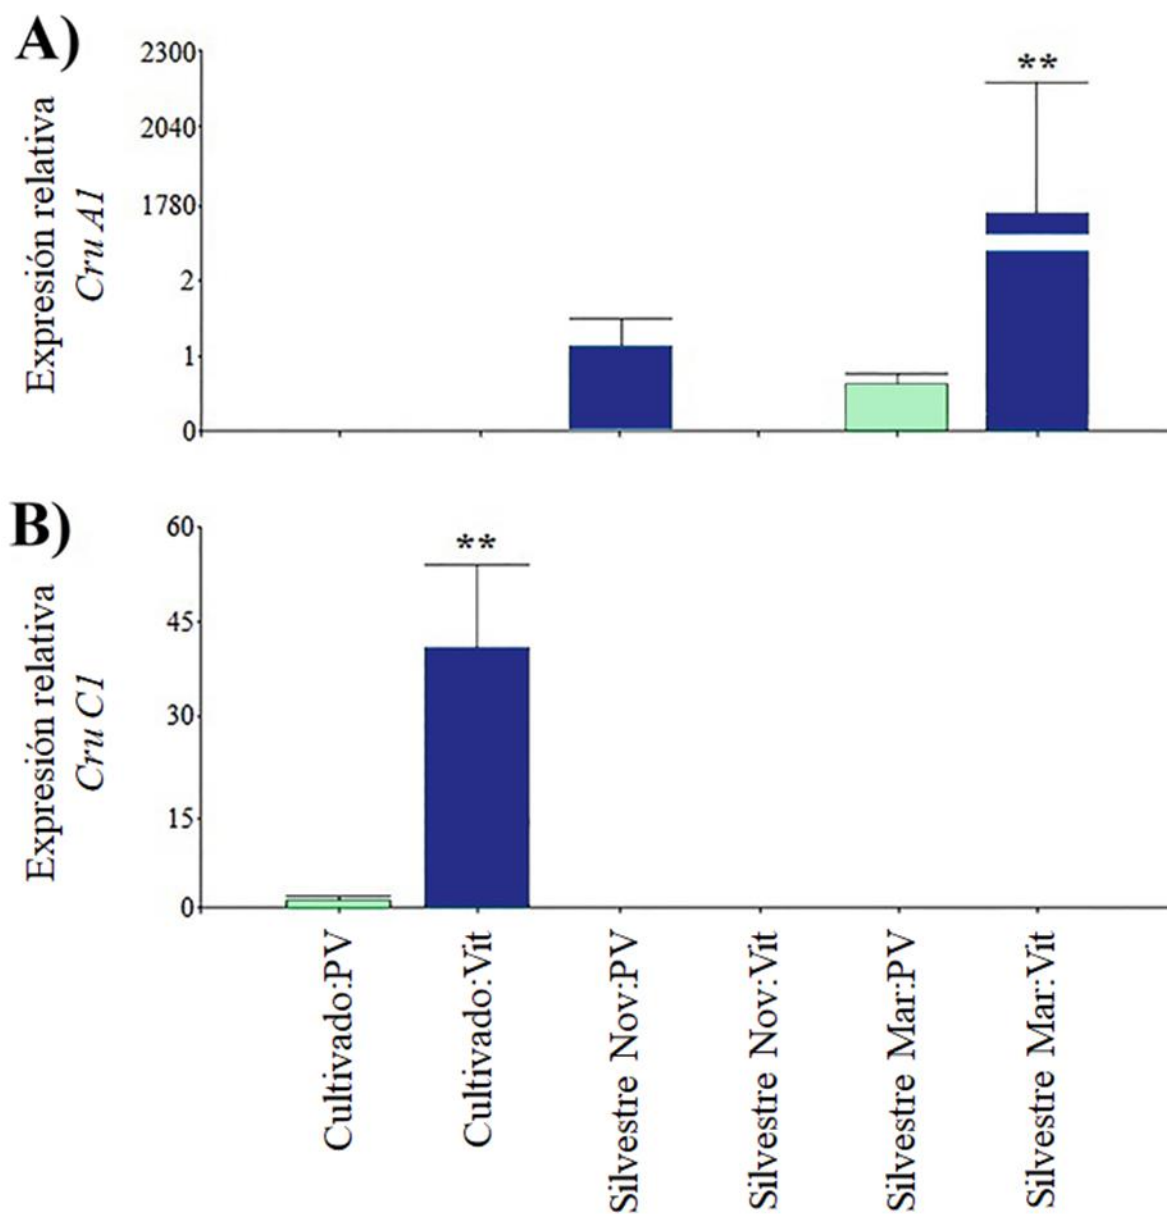 A)
Expresión relativa
Cru A1
2300
2040
1780
2
1
0
**
B)
Expresión relativa
Cru C1
60
45
30
15
0
**
Cultivado:PV
Cultivado:Vit
Silvestre Nov:PV
Silvestre Nov:Vit
Silvestre Mar:PV
Silvestre Mar:Vit